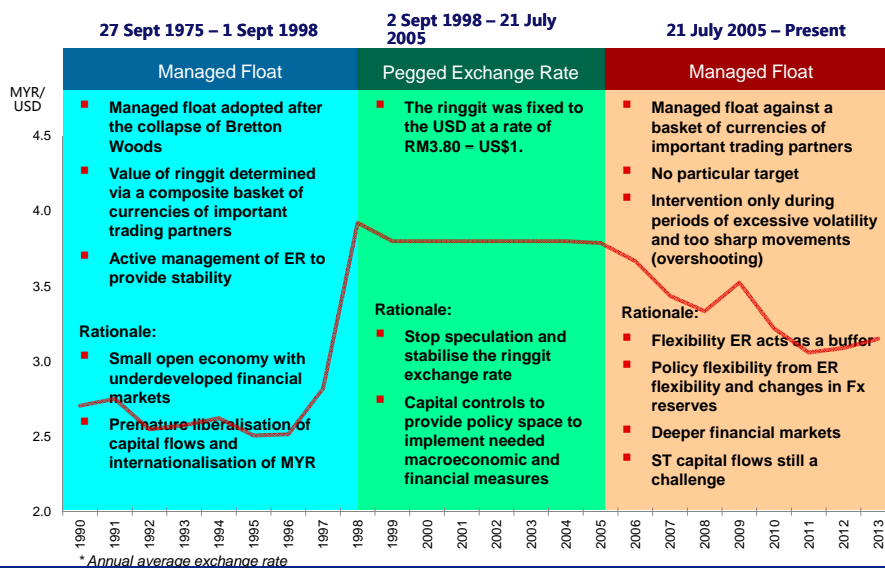 27 Sept 1975 – 1 Sept 1998
2 Sept 1998 – 21 July
2005
21 July 2005 – Present
Managed Float
Pegged Exchange Rate
Managed Float
MYR/
USD
4.5
4.0
3.5
3.0
2.5
2.0
Managed float adopted after
the collapse of Bretton
Woods
Value of ringgit determined
via a composite basket of
currencies of important
trading partners
Active management of ER to
provide stability
Rationale:
Small open economy with
underdeveloped financial
markets
Premature liberalisation of
capital flows and
internationalisation of MYR
The ringgit was fixed to
the USD at a rate of
RM3.80 = US$1.
Rationale:
Stop speculation and
stabilise the ringgit
exchange rate
Capital controls to
provide policy space to
implement needed
macroeconomic and
financial measures
Managed float against a
basket of currencies of
important trading partners
No particular target
Intervention only during
periods of excessive volatility
and too sharp movements
(overshooting)
Rationale:
Flexibility ER acts as a buffer
Policy flexibility from ER
flexibility and changes in Fx
reserves
Deeper financial markets
ST capital flows still a
challenge
1990
1991
1992
1993
1994
1995
1996
1997
1998
1999
2000
2001
2002
2003
2004
2005
2006
2007
2008
2009
2010
2011
2012
2013
* Annual average exchange rate